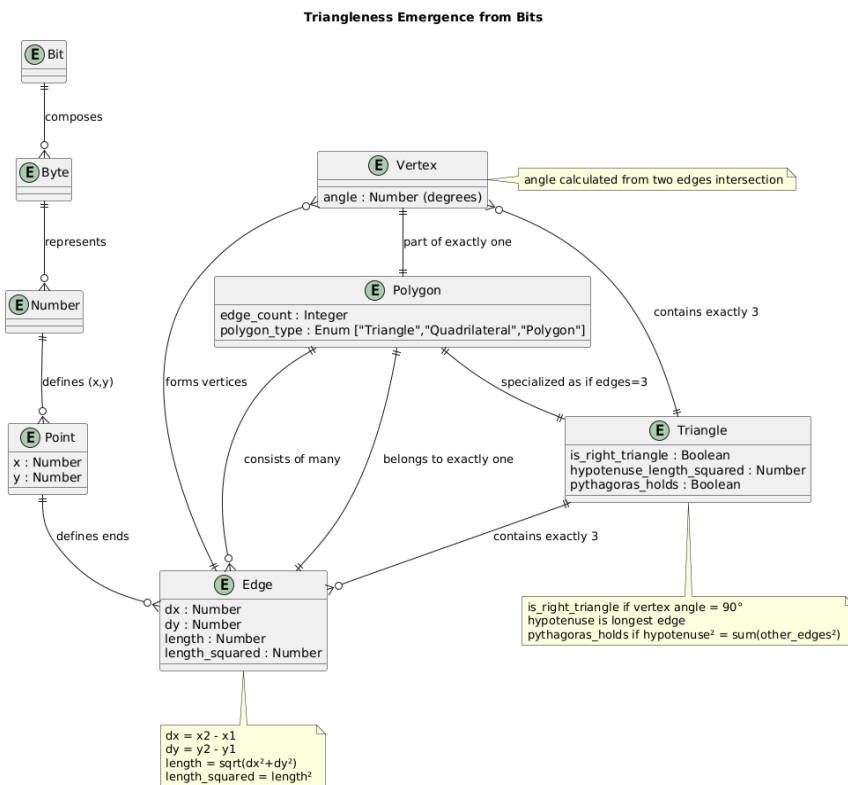 Triangleness Emergence from Bits
E Bit
composes
E Byte
represents
E Number
defines (x,y)
E Point
x : Number
y : Number
defines ends
E Vertex
angle : Number (degrees)
angle calculated from two edges intersection
part of exactly one
E Polygon
edge_count : Integer
polygon_type : Enum ["Triangle","Quadrilateral","Polygon"]
contains exactly 3
forms vertices
consists of many
belongs to exactly one
specialized as if edges=3
E Triangle
is_right_triangle : Boolean
hypotenuse_length_squared : Number
pythagoras_holds : Boolean
contains exactly 3
E Edge
dx : Number
dy : Number
length : Number
length_squared : Number
is_right_triangle if vertex angle = 90°
hypotenuse is longest edge
pythagoras_holds if hypotenuse² = sum(other_edges²)
dx = x2 - x1
dy = y2 - y1
length = sqrt(dx²+dy²)
length_squared = length²